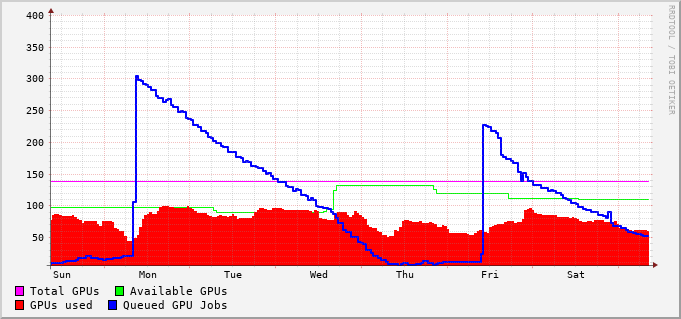 400
350
300
250
200
150
100
50
Sun Mon Tue Wed Thu Fri Sat
Total GPUs Available GPUs
GPUs used Queued GPU Jobs
RRDTOOL / TOBI OETIKER